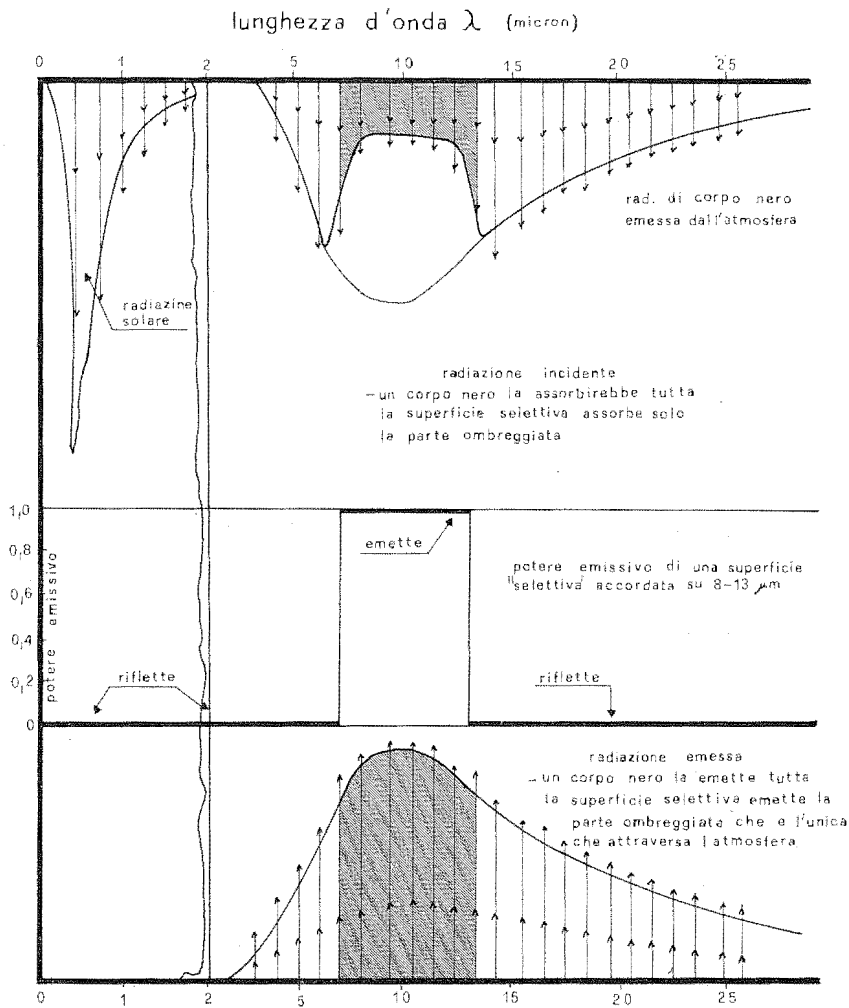 lunghezza d'onda λ (micron)
0 1 2 5 10 15 20 25
rad. di corpo nero
emessa dall'atmosfera
radiazine
solare
radiazione incidente
-un corpo nero la assorbirebbe tutta
la superficie selettiva assorbe solo
la parte ombreggiata
1,0
0,8
0,6
0,4
0,2
0
potere emissivo
emette
potere emissivo di una superficie
"selettiva" accordata su 8-13 μm
riflette
riflette
radiazione emessa
-un corpo nero la emette tutta
la superficie selettiva emette la
parte ombreggiata che e l'unica
che attraversa l'atmosfera
0 1 2 5 10 15 20 25